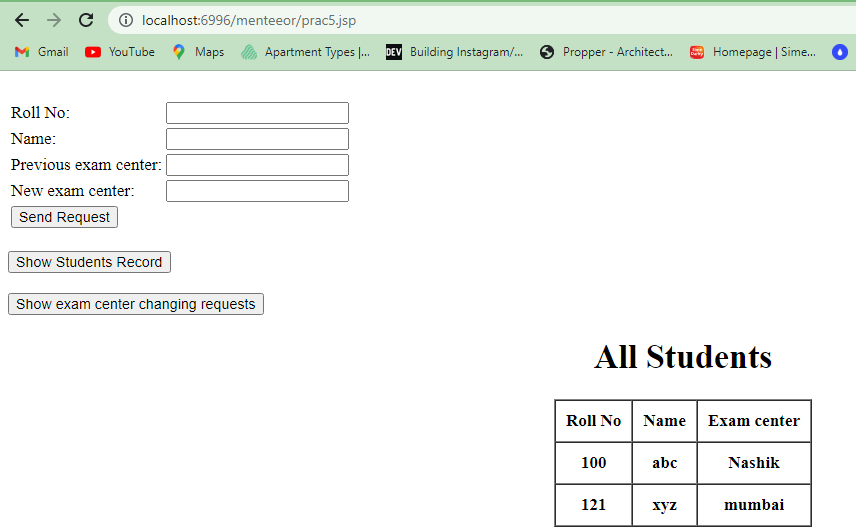 localhost:6996/menteeor/prac5.jsp
Gmail YouTube Maps Apartment Types |... DEV Building Instagram/... Propper - Architect... Homepage | Sime...
Roll No:
Name:
Previous exam center:
New exam center:
Send Request
Show Students Record
Show exam center changing requests
All Students
Roll No Name Exam center
100 abc Nashik
121 xyz mumbai